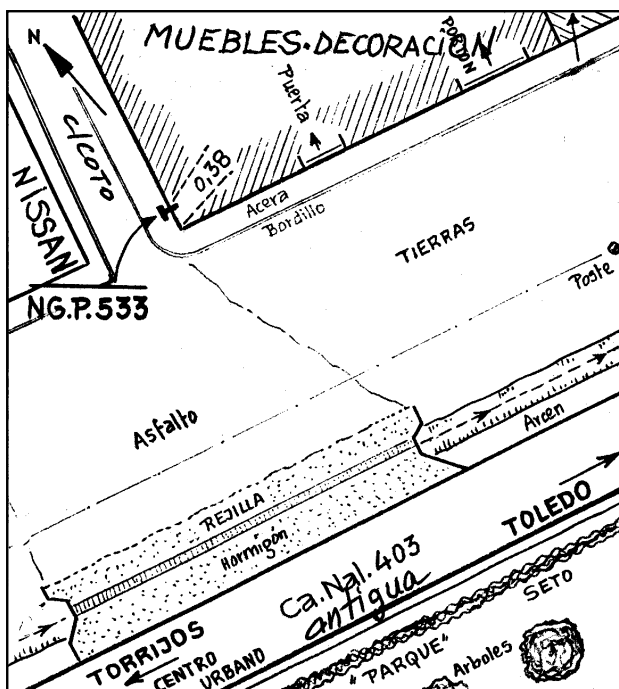 N
MUEBLES-DECORACIÓN
PORTON
Puerta
C/COTO
NISSAN
0,38
Acera
Bordillo
TIERRAS
NG.P.533
Poste
Asfalto
Arcen
REJILLA
Hormigón
TOLEDO
Ca.Nal.403
antigua
SETO
TORRIJOS
CENTRO
URBANO
"PARQUE"
Arboles